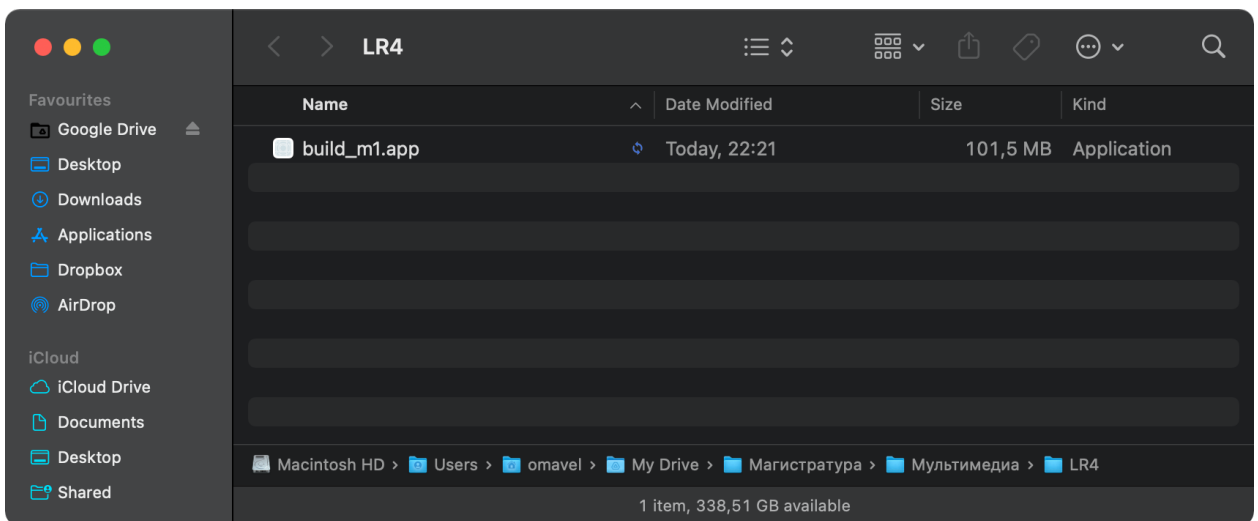 LR4
Favourites
Google Drive
Desktop
Downloads
Applications
Dropbox
AirDrop
iCloud
iCloud Drive
Documents
Desktop
Shared
Name Date Modified Size Kind
build_m1.app Today, 22:21 101,5 MB Application
Macintosh HD › Users › omavel › My Drive › Магистратура › Мультимедиа › LR4
1 item, 338,51 GB available